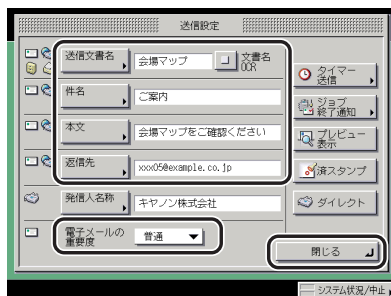 送信設定
送信文書名
会場マップ
文書名
OCR
タイマー
送信
件名
ご案内
ジョブ
終了通知
本文
会場マップをご確認ください
プレビュー
表示
返信先
xxx05@example.co.jp
済スタンプ
発信人名称
キヤノン株式会社
ダイレクト
電子メールの
重要度
普通
閉じる
システム状況/中止